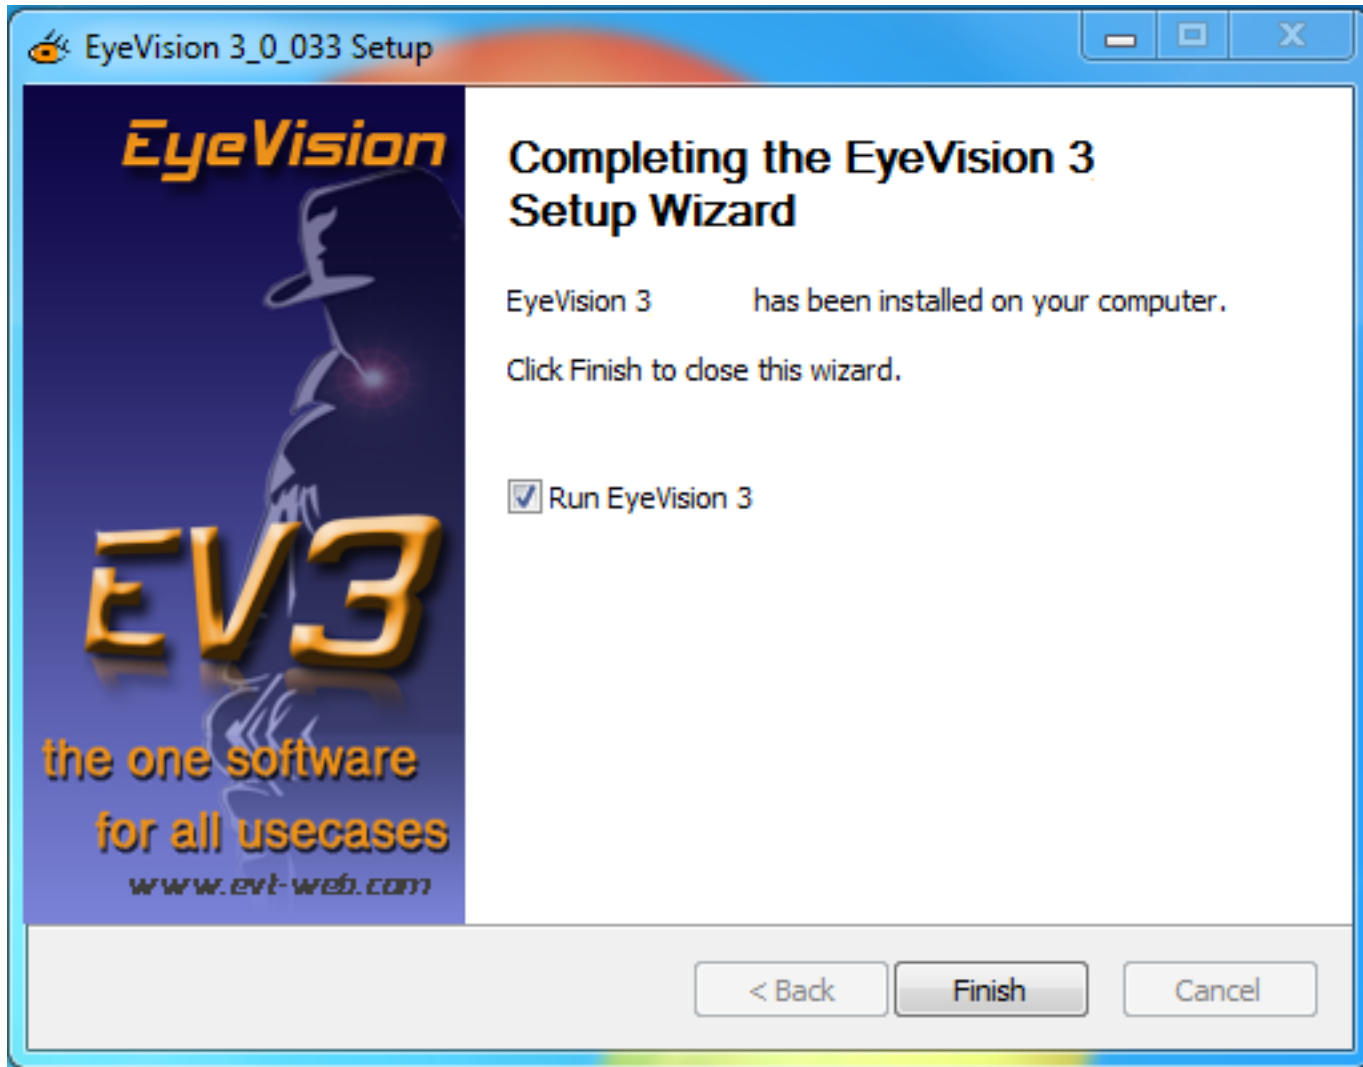 EyeVision 3_0_033 Setup
EyeVision
EV3
the one software
for all usecases
www.evt-web.com
Completing the EyeVision 3
Setup Wizard
EyeVision 3 has been installed on your computer.
Click Finish to close this wizard.
Run EyeVision 3
< Back
Finish
Cancel